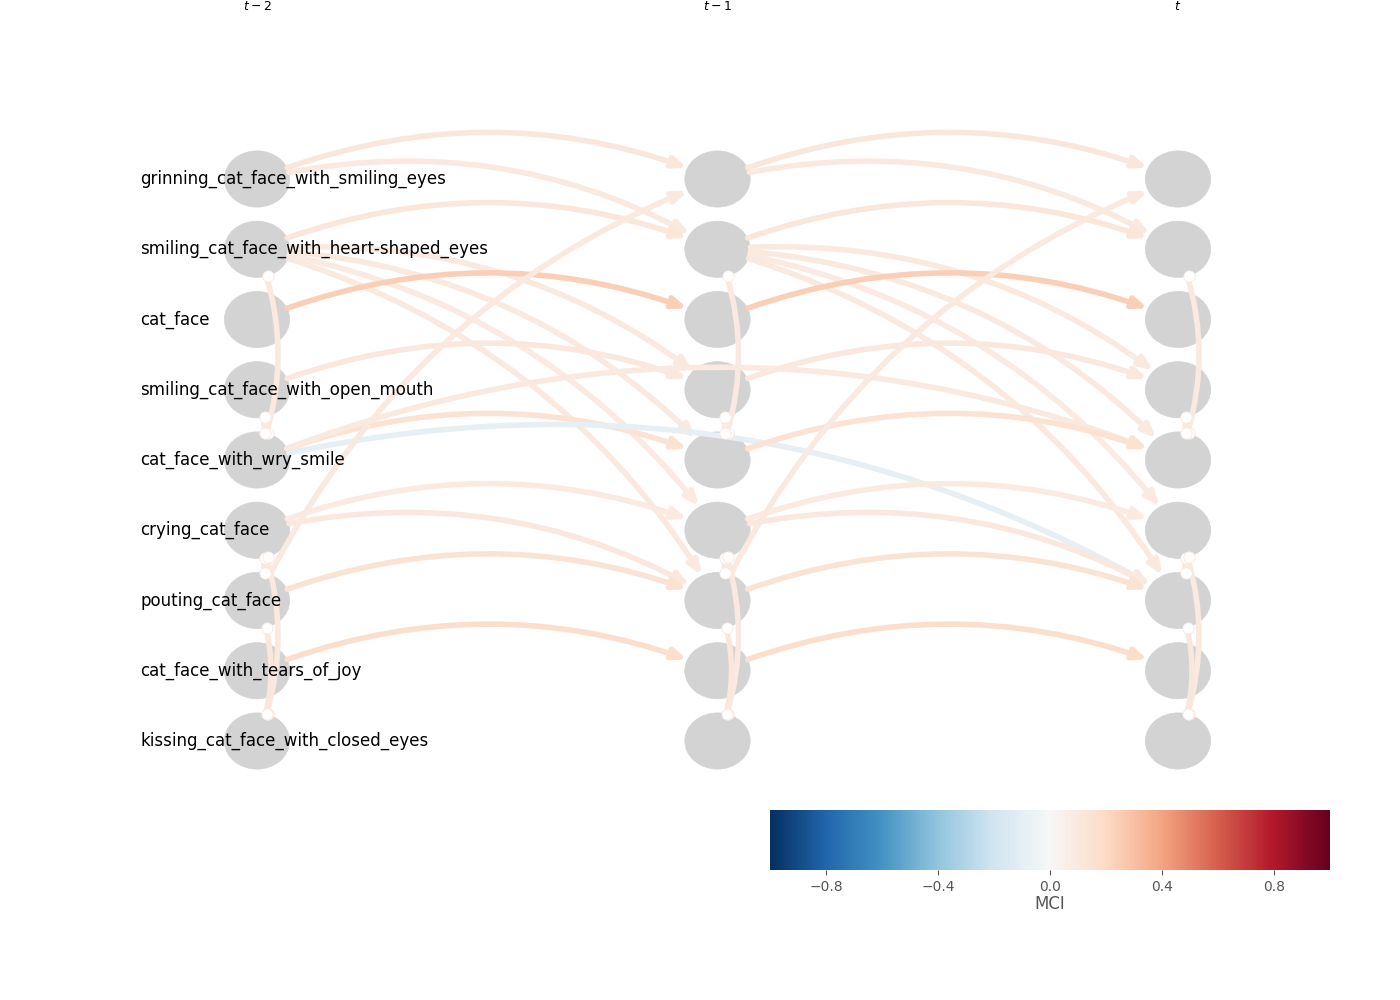 t − 2 t − 1 t
grinning_cat_face_with_smiling_eyes
smiling_cat_face_with_heart-shaped_eyes
cat_face
smiling_cat_face_with_open_mouth
cat_face_with_wry_smile
crying_cat_face
pouting_cat_face
cat_face_with_tears_of_joy
kissing_cat_face_with_closed_eyes
−0.8 −0.4 0.0 0.4 0.8
MCI